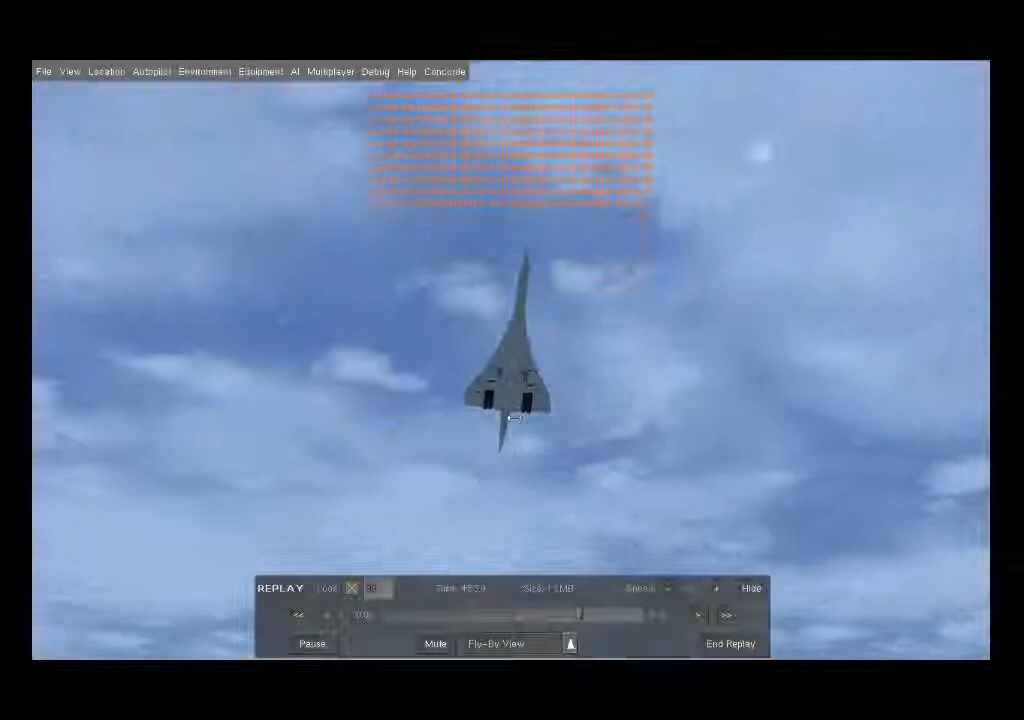 File View Location Autopilot Environment Equipment AI Multiplayer Debug Help Concorde
REPLAY Loop Hide
<< >>
Pause Mute Fly-By View End Replay